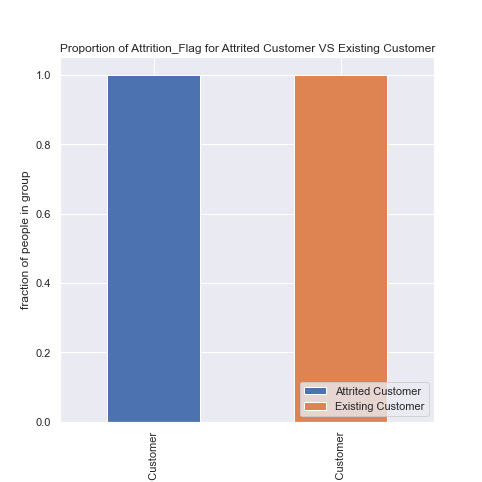 Proportion of Attrition_Flag for Attrited Customer VS Existing Customer
fraction of people in group
1.0
0.8
0.6
0.4
0.2
0.0
Attrited Customer
Existing Customer
Customer
Customer